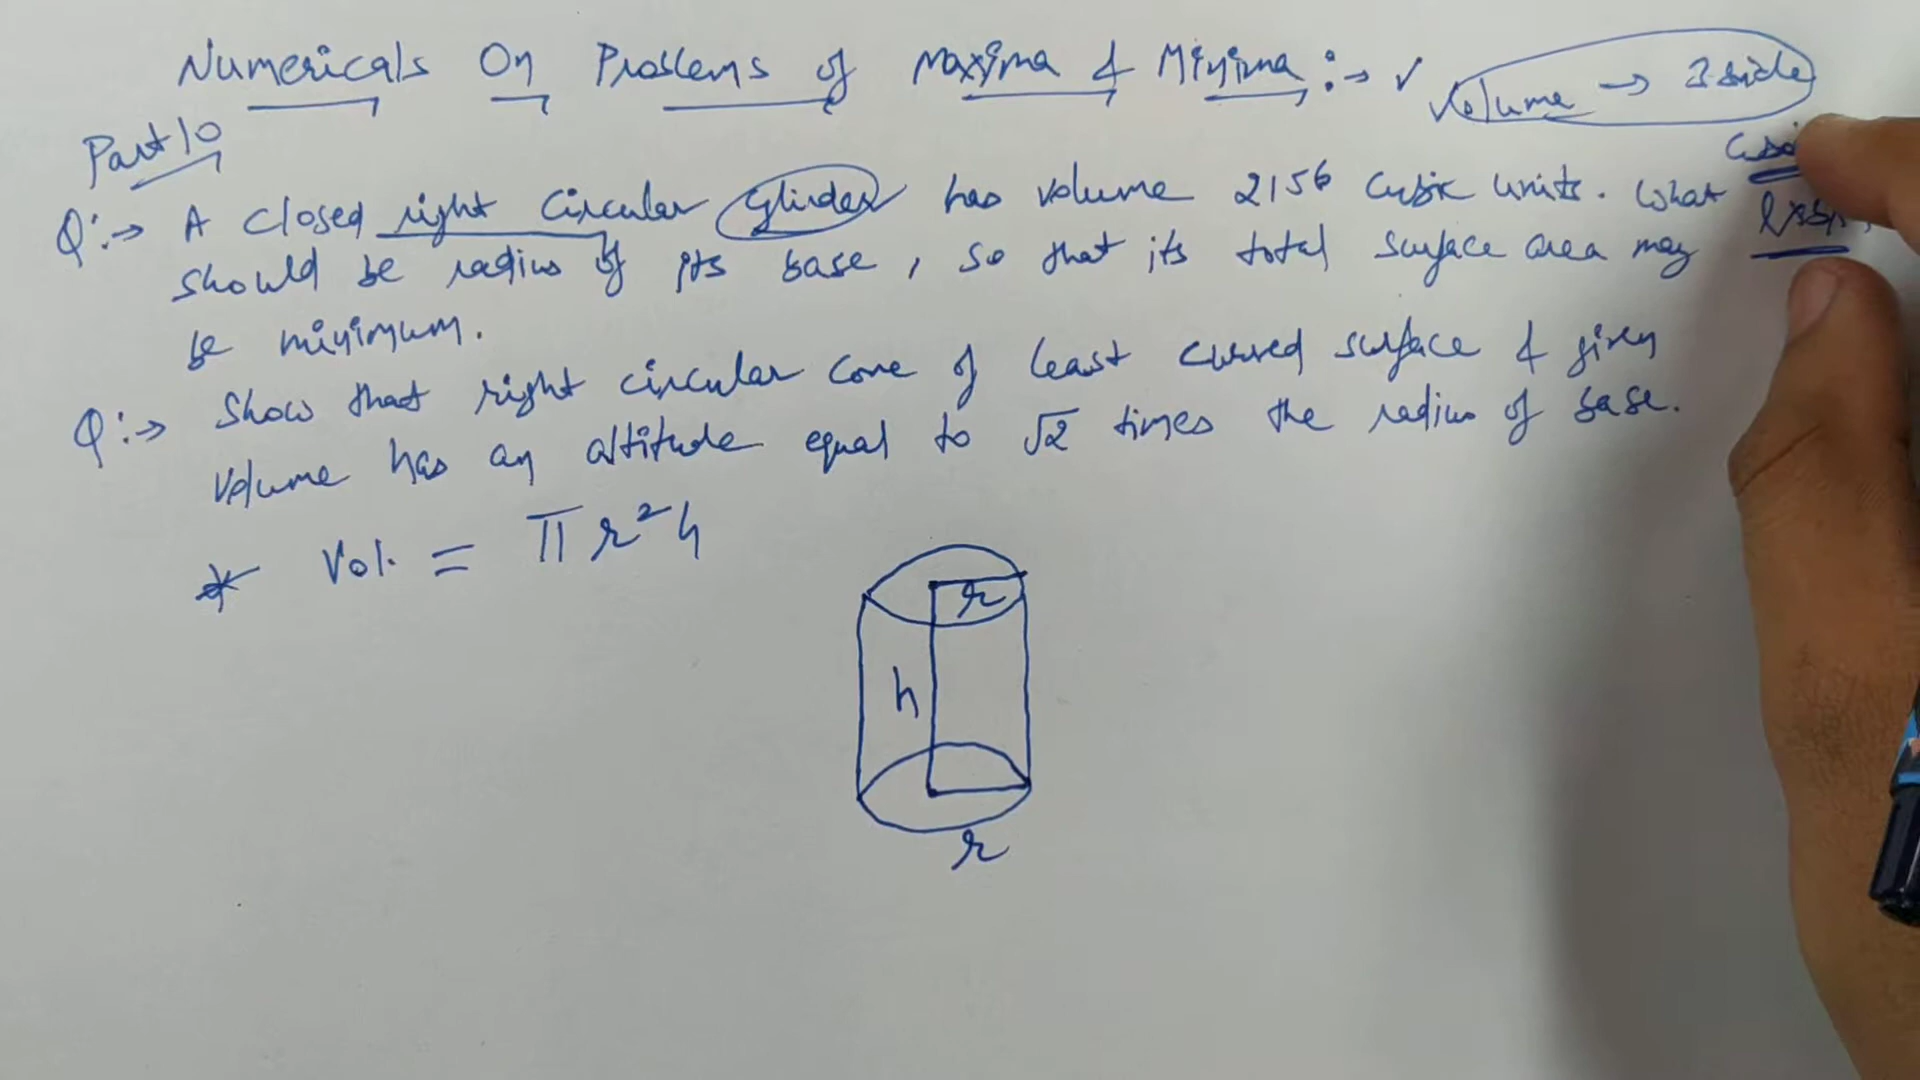 Numericals On Problems of Maxima & Minima :→ ✓
Volume → 3 side
Part 10
Q:→ A closed right circular cylinder has volume 2156 cubic units. What
should be radius of its base, so that its total surface area may
be minimum.
Q:→ Show that right circular cone of least curved surface & given
volume has an altitude equal to √2 times the radius of base.
* Vol. = πr²h
r
h
r